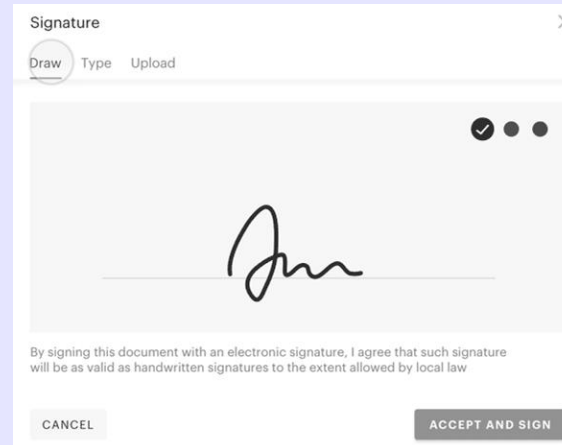 Signature
Draw Type Upload
By signing this document with an electronic signature, I agree that such signature
will be as valid as handwritten signatures to the extent allowed by local law
CANCEL ACCEPT AND SIGN